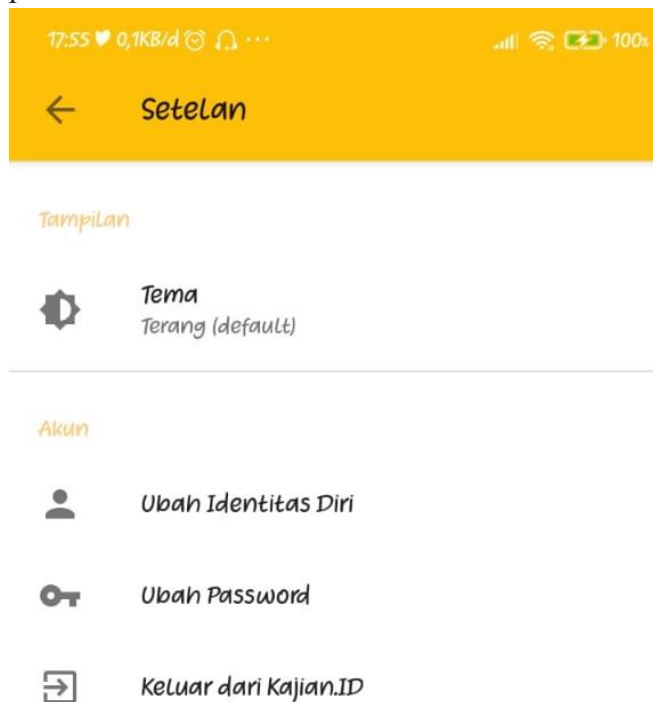 17:55 0,1KB/d ... 100%
Setelan
Tampilan
Tema
Terang (default)
Akun
Ubah Identitas Diri
Ubah Password
Keluar dari Kajian.ID